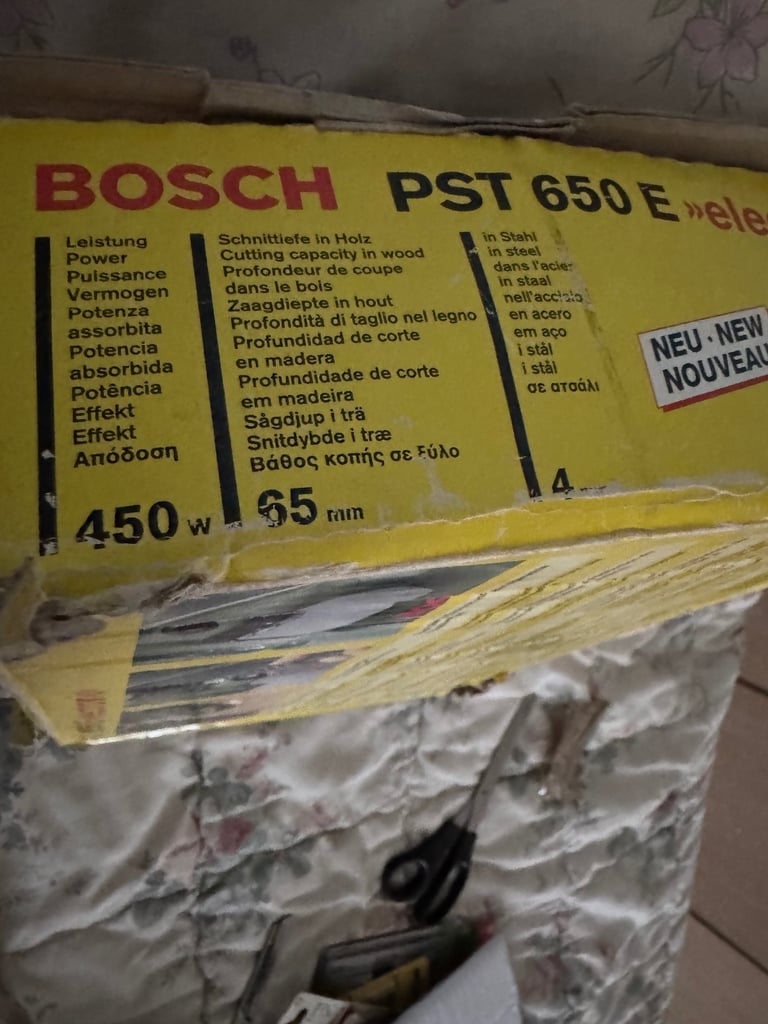 BOSCH PST 650 E »ele
Leistung
Power
Puissance
Vermogen
Potenza
assorbita
Potencia
absorbida
Potência
Effekt
Effekt
Απόδοση
450 W
Schnittiefe in Holz
Cutting capacity in wood
Profondeur de coupe
dans le bois
Zaagdiepte in hout
Profondità di taglio nel legno
Profundidad de corte
en madera
Profundidade de corte
em madeira
Sågdjup i trä
Snitdybde i træ
Βάθος κοπής σε ξύλο
65 mm
in Stahl
in steel
dans l'acier
in staal
nell'acciaio
en acero
em aço
i stål
i stål
σε ατσάλι
4
NEU · NEW
NOUVEAU